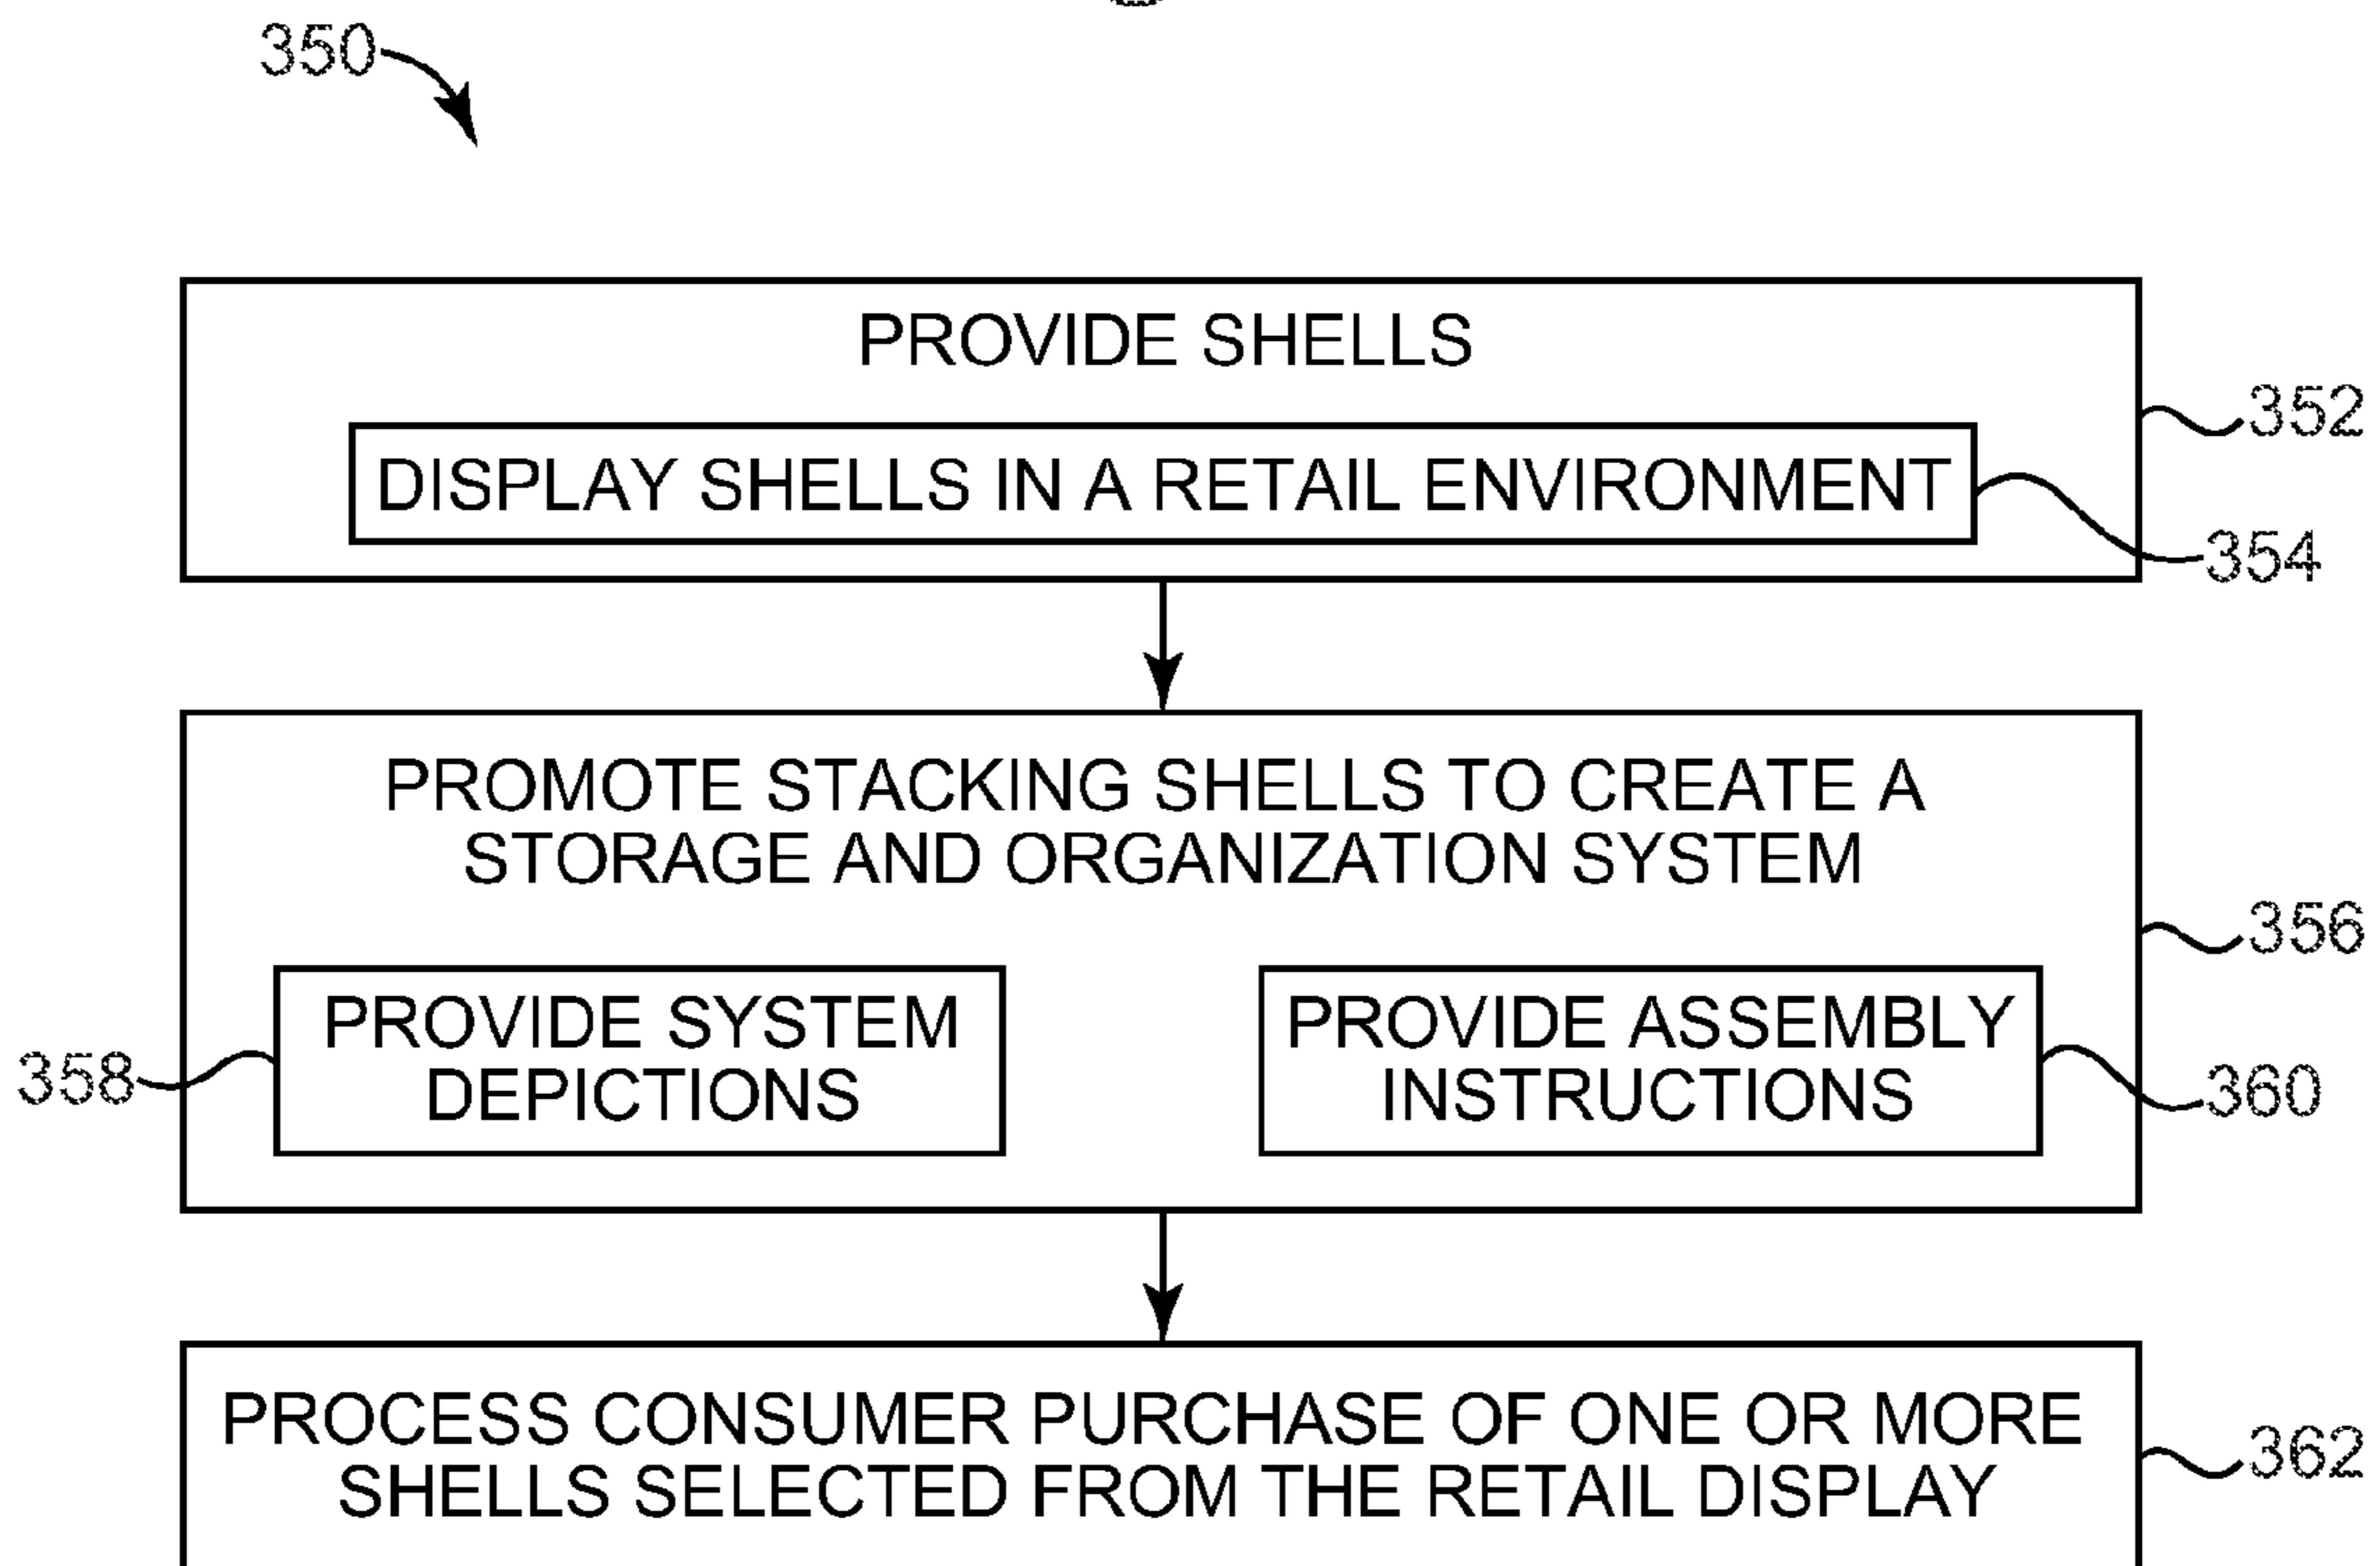 350
PROVIDE SHELLS
352
DISPLAY SHELLS IN A RETAIL ENVIRONMENT
354
PROMOTE STACKING SHELLS TO CREATE A
STORAGE AND ORGANIZATION SYSTEM
356
PROVIDE SYSTEM
DEPICTIONS
358
PROVIDE ASSEMBLY
INSTRUCTIONS
360
PROCESS CONSUMER PURCHASE OF ONE OR MORE
SHELLS SELECTED FROM THE RETAIL DISPLAY
362